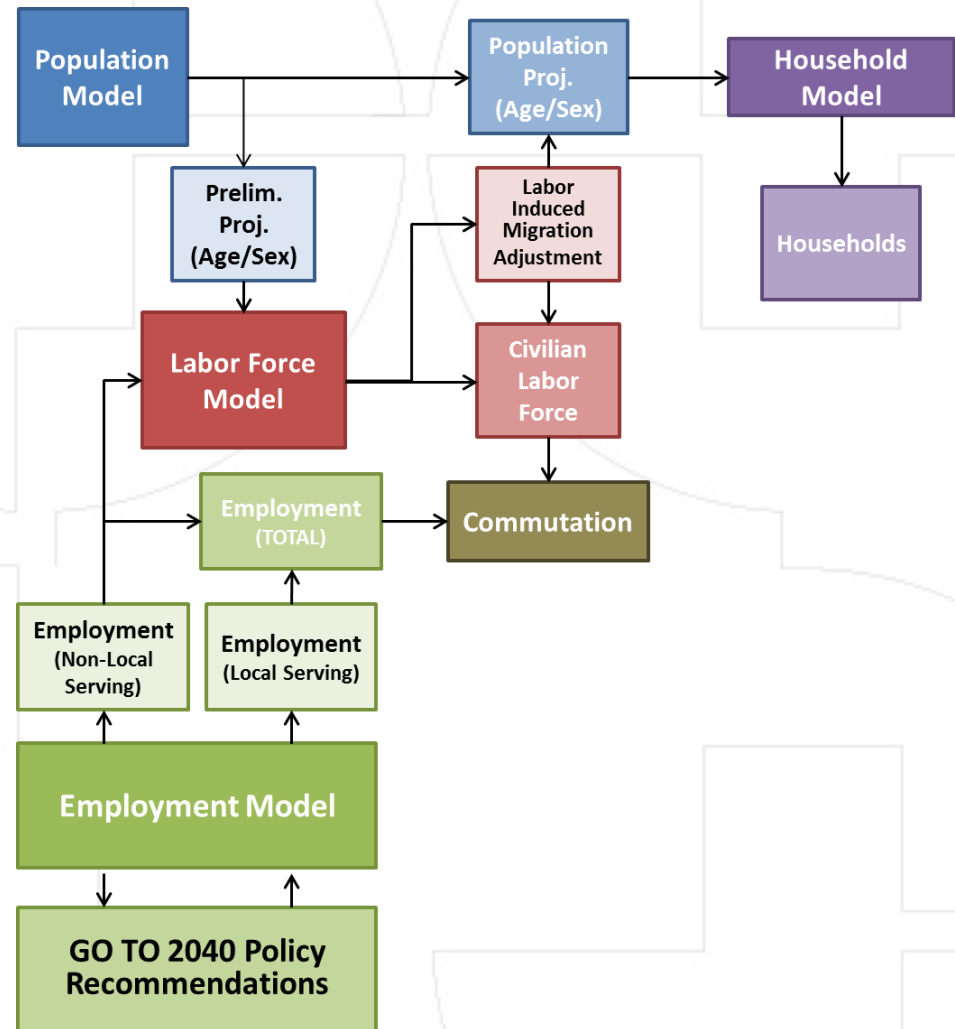 Population
Model
Population
Proj.
(Age/Sex)
Household
Model
Prelim.
Proj.
(Age/Sex)
Labor
Induced
Migration
Adjustment
Households
Labor Force
Model
Civilian
Labor
Force
Employment
(TOTAL)
Commutation
Employment
(Non-Local
Serving)
Employment
(Local Serving)
Employment Model
GO TO 2040 Policy
Recommendations